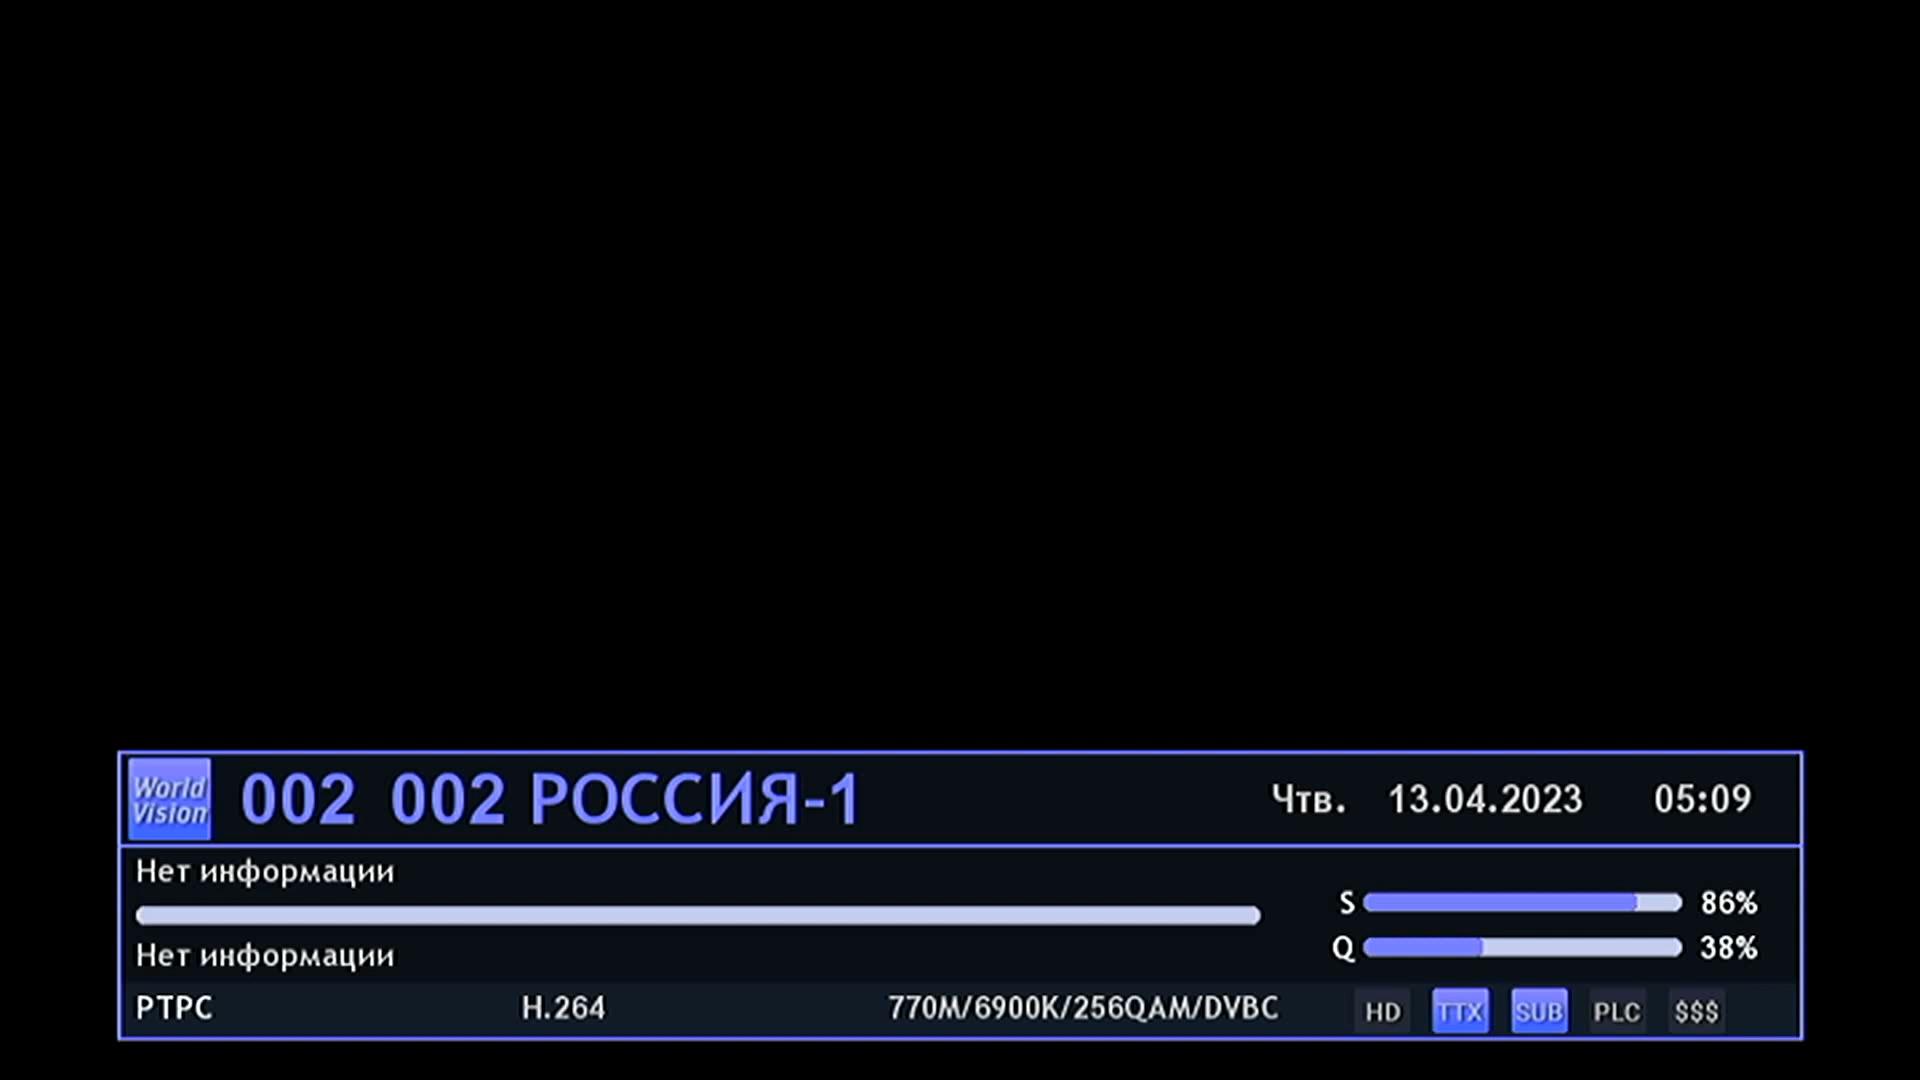 World
Vision
002 002 РОССИЯ-1
Чтв. 13.04.2023 05:09
Нет информации
S 86%
Нет информации
Q 38%
РТРС H.264 770M/6900K/256QAM/DVBC HD TTX SUB PLC $$$